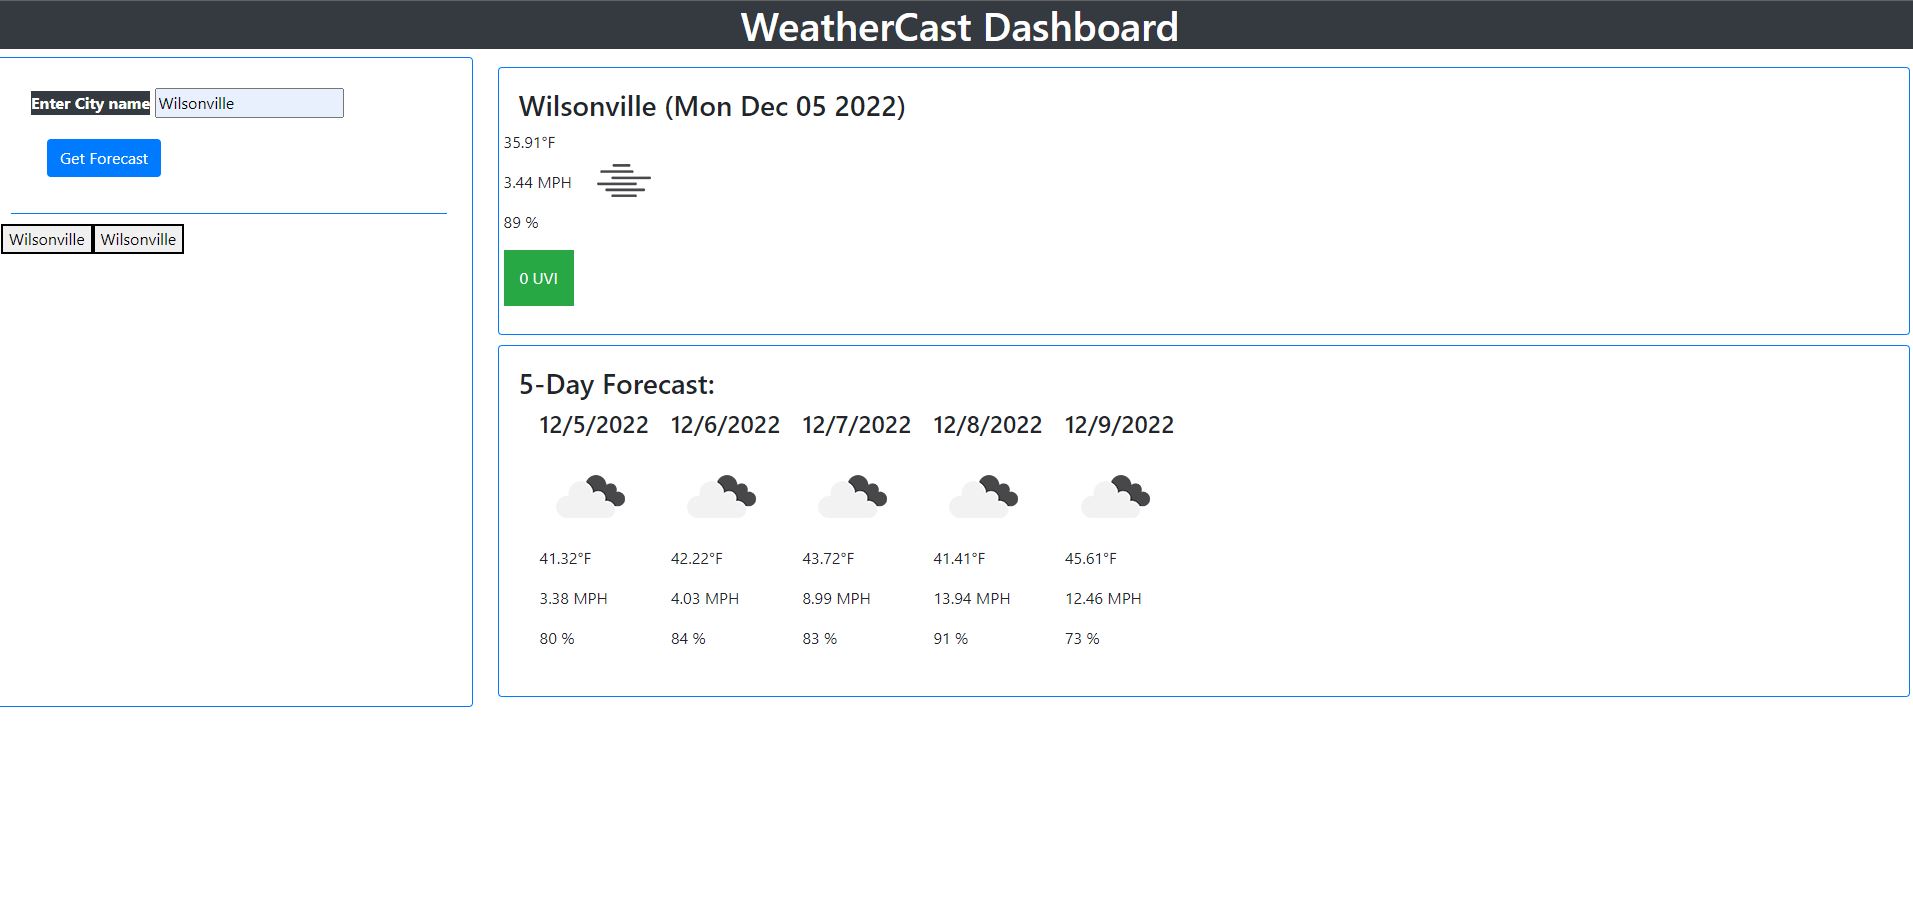 WeatherCast Dashboard
Enter City name Wilsonville
Get Forecast
Wilsonville Wilsonville
Wilsonville (Mon Dec 05 2022)
35.91°F
3.44 MPH
89 %
0 UVI
5-Day Forecast:
12/5/2022 12/6/2022 12/7/2022 12/8/2022 12/9/2022
41.32°F 42.22°F 43.72°F 41.41°F 45.61°F
3.38 MPH 4.03 MPH 8.99 MPH 13.94 MPH 12.46 MPH
80 % 84 % 83 % 91 % 73 %